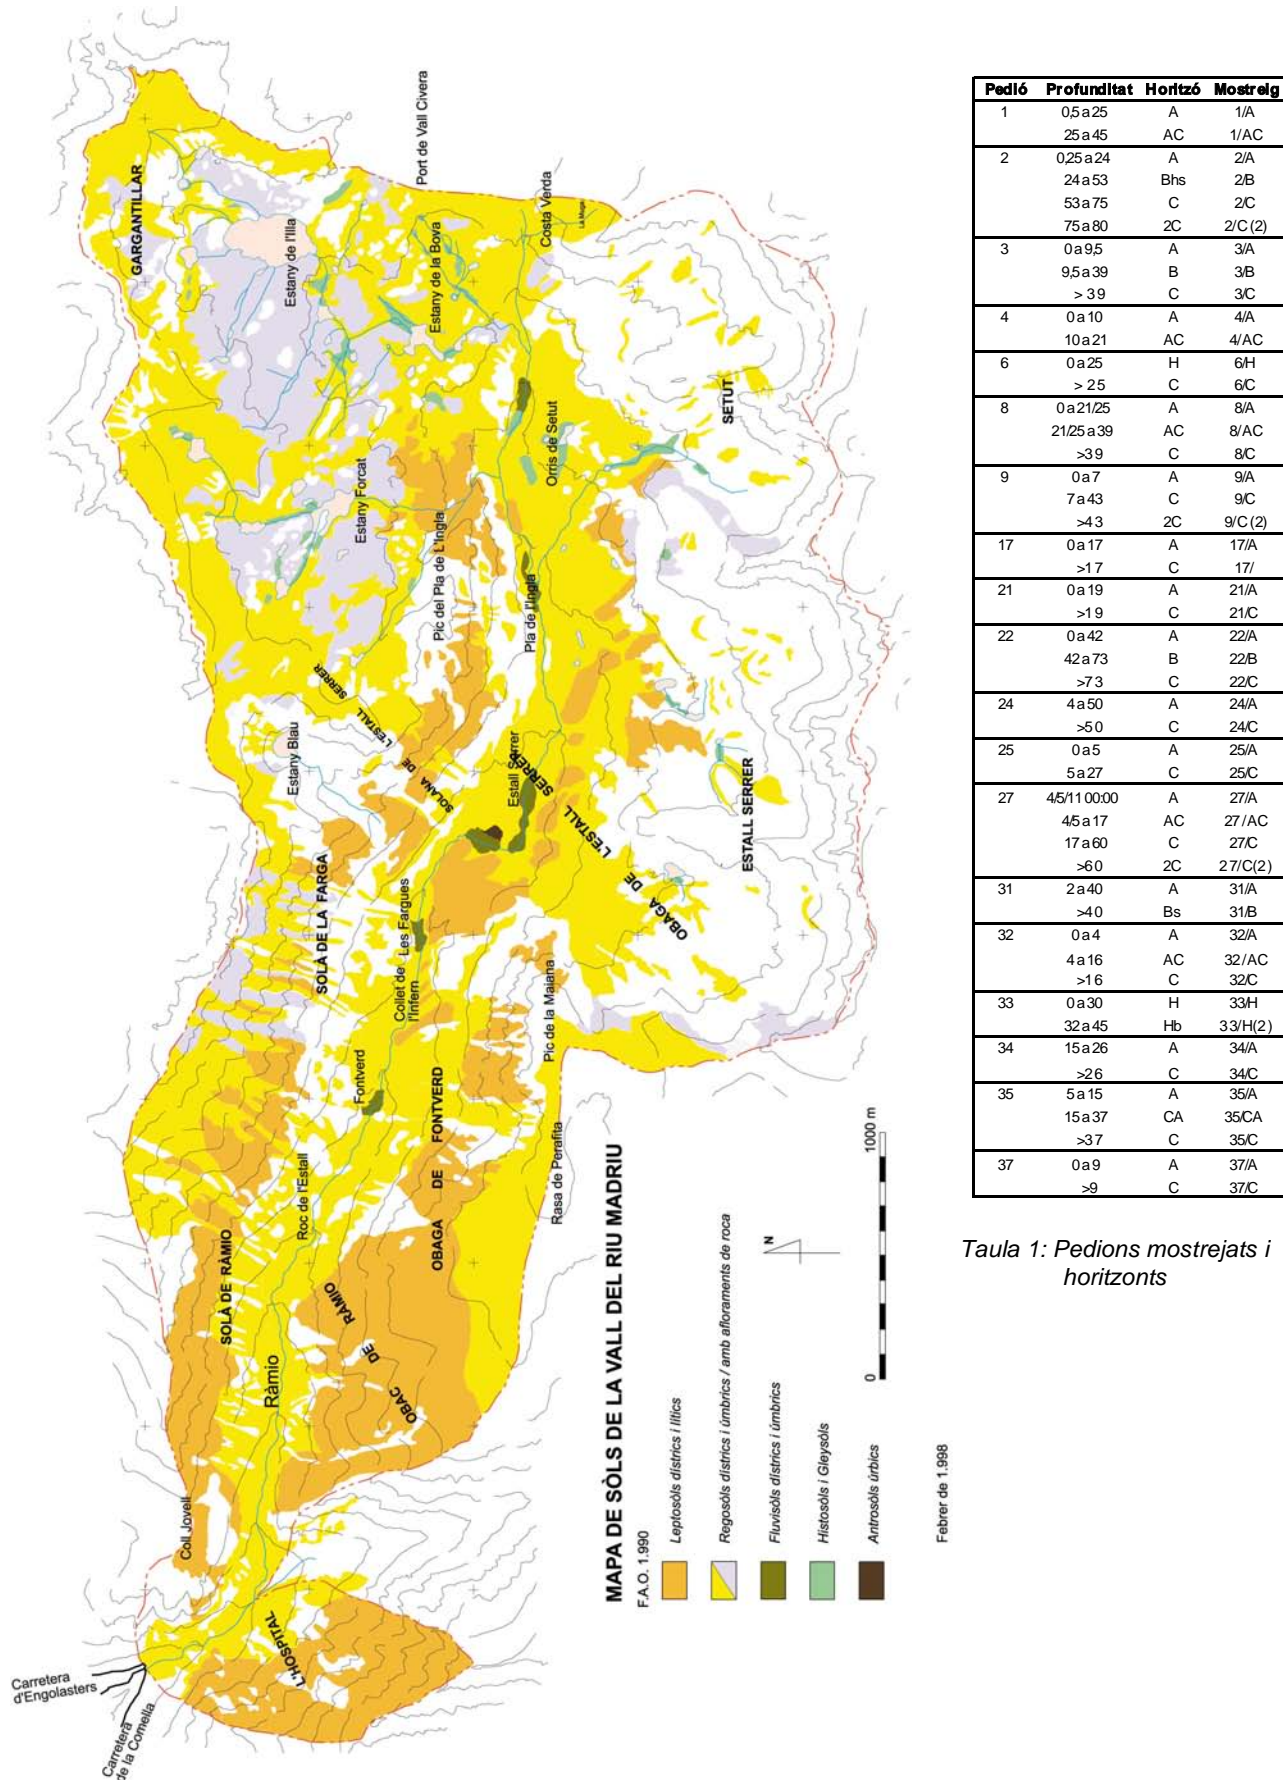 Pedió Profunditat Horitzó Mostreig
1 0,5 a 25 A 1/A
25 a 45 AC 1/AC
2 0,25 a 24 A 2/A
24 a 53 Bhs 2/B
53 a 75 C 2/C
75 a 80 2C 2/C (2)
3 0 a 9,5 A 3/A
9,5 a 39 B 3/B
> 39 C 3/C
4 0 a 10 A 4/A
10 a 21 AC 4/AC
6 0 a 25 H 6/H
> 25 C 6/C
8 0 a 21/25 A 8/A
21/25 a 39 AC 8/AC
>39 C 8/C
9 0 a 7 A 9/A
7 a 43 C 9/C
>43 2C 9/C (2)
17 0 a 17 A 17/A
>17 C 17/
21 0 a 19 A 21/A
>19 C 21/C
22 0 a 42 A 22/A
42 a 73 B 22/B
>73 C 22/C
24 4 a 50 A 24/A
>50 C 24/C
25 0 a 5 A 25/A
5 a 27 C 25/C
27 4/5/11 00:00 A 27/A
4/5 a 17 AC 27/AC
17 a 60 C 27/C
>60 2C 27/C(2)
31 2 a 40 A 31/A
>40 Bs 31/B
32 0 a 4 A 32/A
4 a 16 AC 32/AC
>16 C 32/C
33 0 a 30 H 33/H
32 a 45 Hb 33/H(2)
34 15 a 26 A 34/A
>26 C 34/C
35 5 a 15 A 35/A
15 a 37 CA 35/CA
>37 C 35/C
37 0 a 9 A 37/A
>9 C 37/C
Taula 1: Pedions mostrejats i
horitzonts
GARGANTILLAR
Port de Vall Civera
Estany de l'Illa
Estany de la Bova
Costa Verda
La Muga
Estany Forcat
Orris de Setut
SETUT
Pic del Pla de L'Ingla
Pla de l'Ingla
SOLANA DE L'ESTALL SERRER
Estany Blau
Estall Serrer
OBAGA DE L'ESTALL SERRER
ESTALL SERRER
SOLÀ DE LA FARGA
Les Fargues
Collet de
l'Infern
Pic de la Maiana
Fontverd
OBAGA DE FONTVERD
Rasa de Perafita
Roc de l'Estall
SOLÀ DE RÀMIO
Ràmio
OBAC DE RÀMIO
Coll Jovell
L'HOSPITAL
Carretera
d'Engolasters
Carretera
de la Comella
MAPA DE SÒLS DE LA VALL DEL RIU MADRIU
F.A.O. 1.990
Leptosòls dístrics i lítics
Regosòls dístrics i úmbrics / amb afloraments de roca
Fluvisòls dístrics i úmbrics
Histosòls i Gleysòls
Antrosòls úrbics
N
0 1000 m
Febrer de 1.998